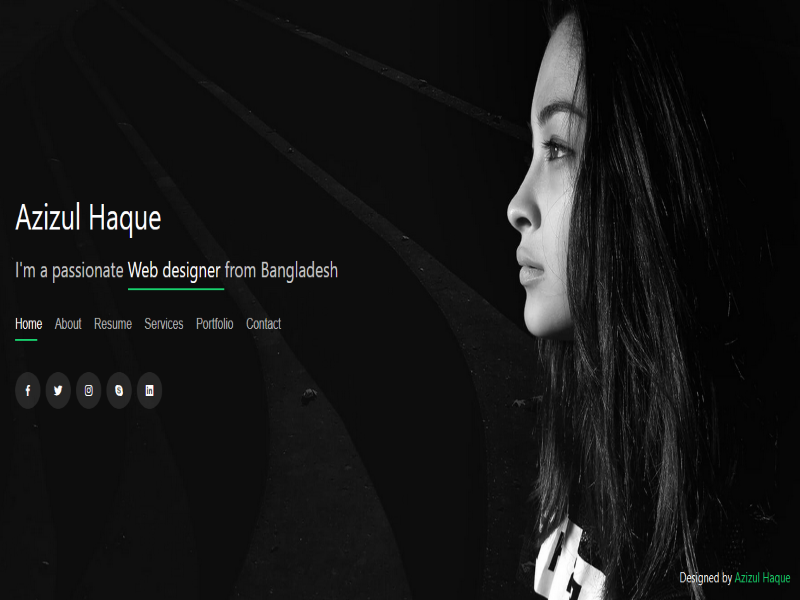 Azizul Haque
I'm a passionate Web designer from Bangladesh
Home About Resume Services Portfolio Contact
Designed by Azizul Haque